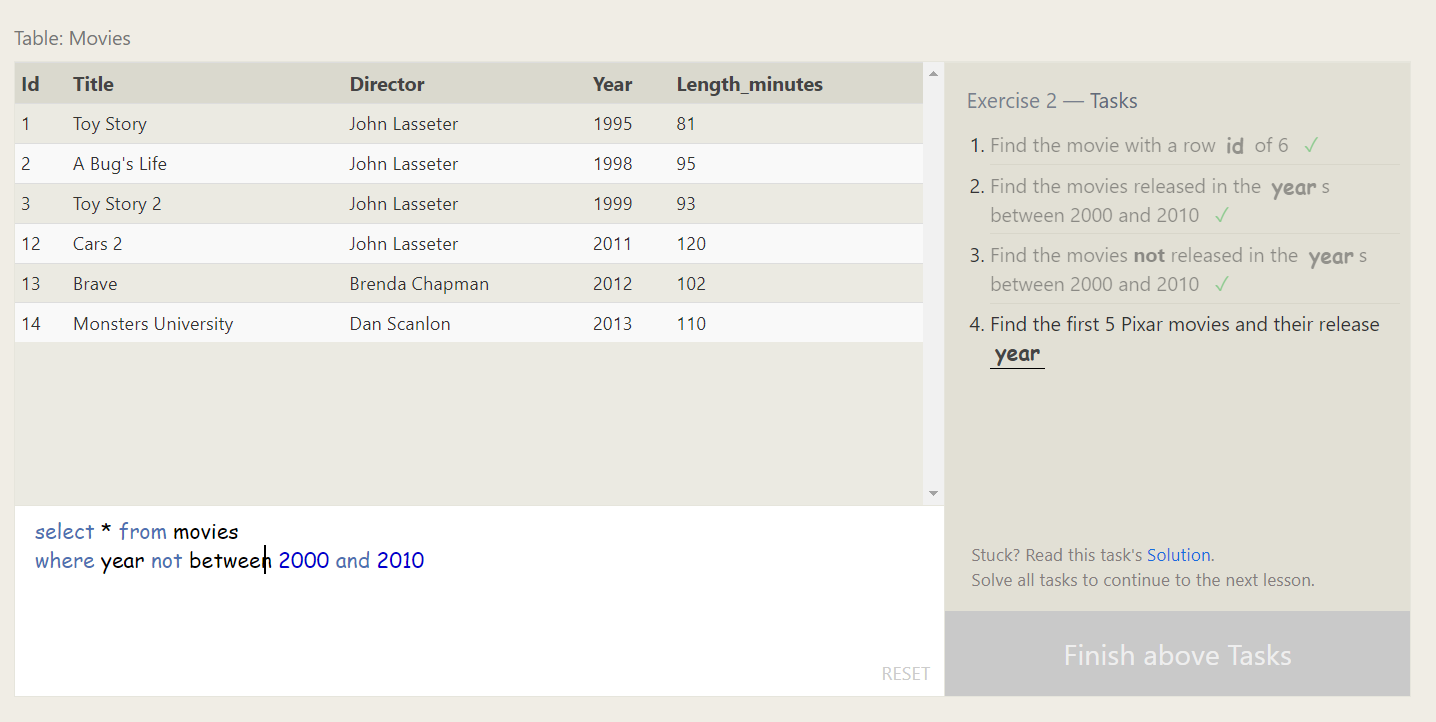 Table: Movies
Id Title Director Year Length_minutes
1 Toy Story John Lasseter 1995 81
2 A Bug's Life John Lasseter 1998 95
3 Toy Story 2 John Lasseter 1999 93
12 Cars 2 John Lasseter 2011 120
13 Brave Brenda Chapman 2012 102
14 Monsters University Dan Scanlon 2013 110
select * from movies
where year not between 2000 and 2010
RESET
Exercise 2 — Tasks
1. Find the movie with a row id of 6 ✓
2. Find the movies released in the year s
between 2000 and 2010 ✓
3. Find the movies not released in the year s
between 2000 and 2010 ✓
4. Find the first 5 Pixar movies and their release
year
Stuck? Read this task's Solution.
Solve all tasks to continue to the next lesson.
Finish above Tasks